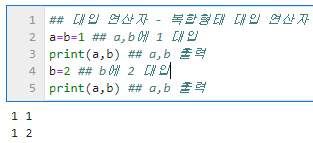 1 ## 대입 연산자 - 복합형태 대입 연산자
2 a=b=1 ## a,b에 1 대입
3 print(a,b) ## a,b 출력
4 b=2 ## b에 2 대입
5 print(a,b) ## a,b 출력
1 1
1 2